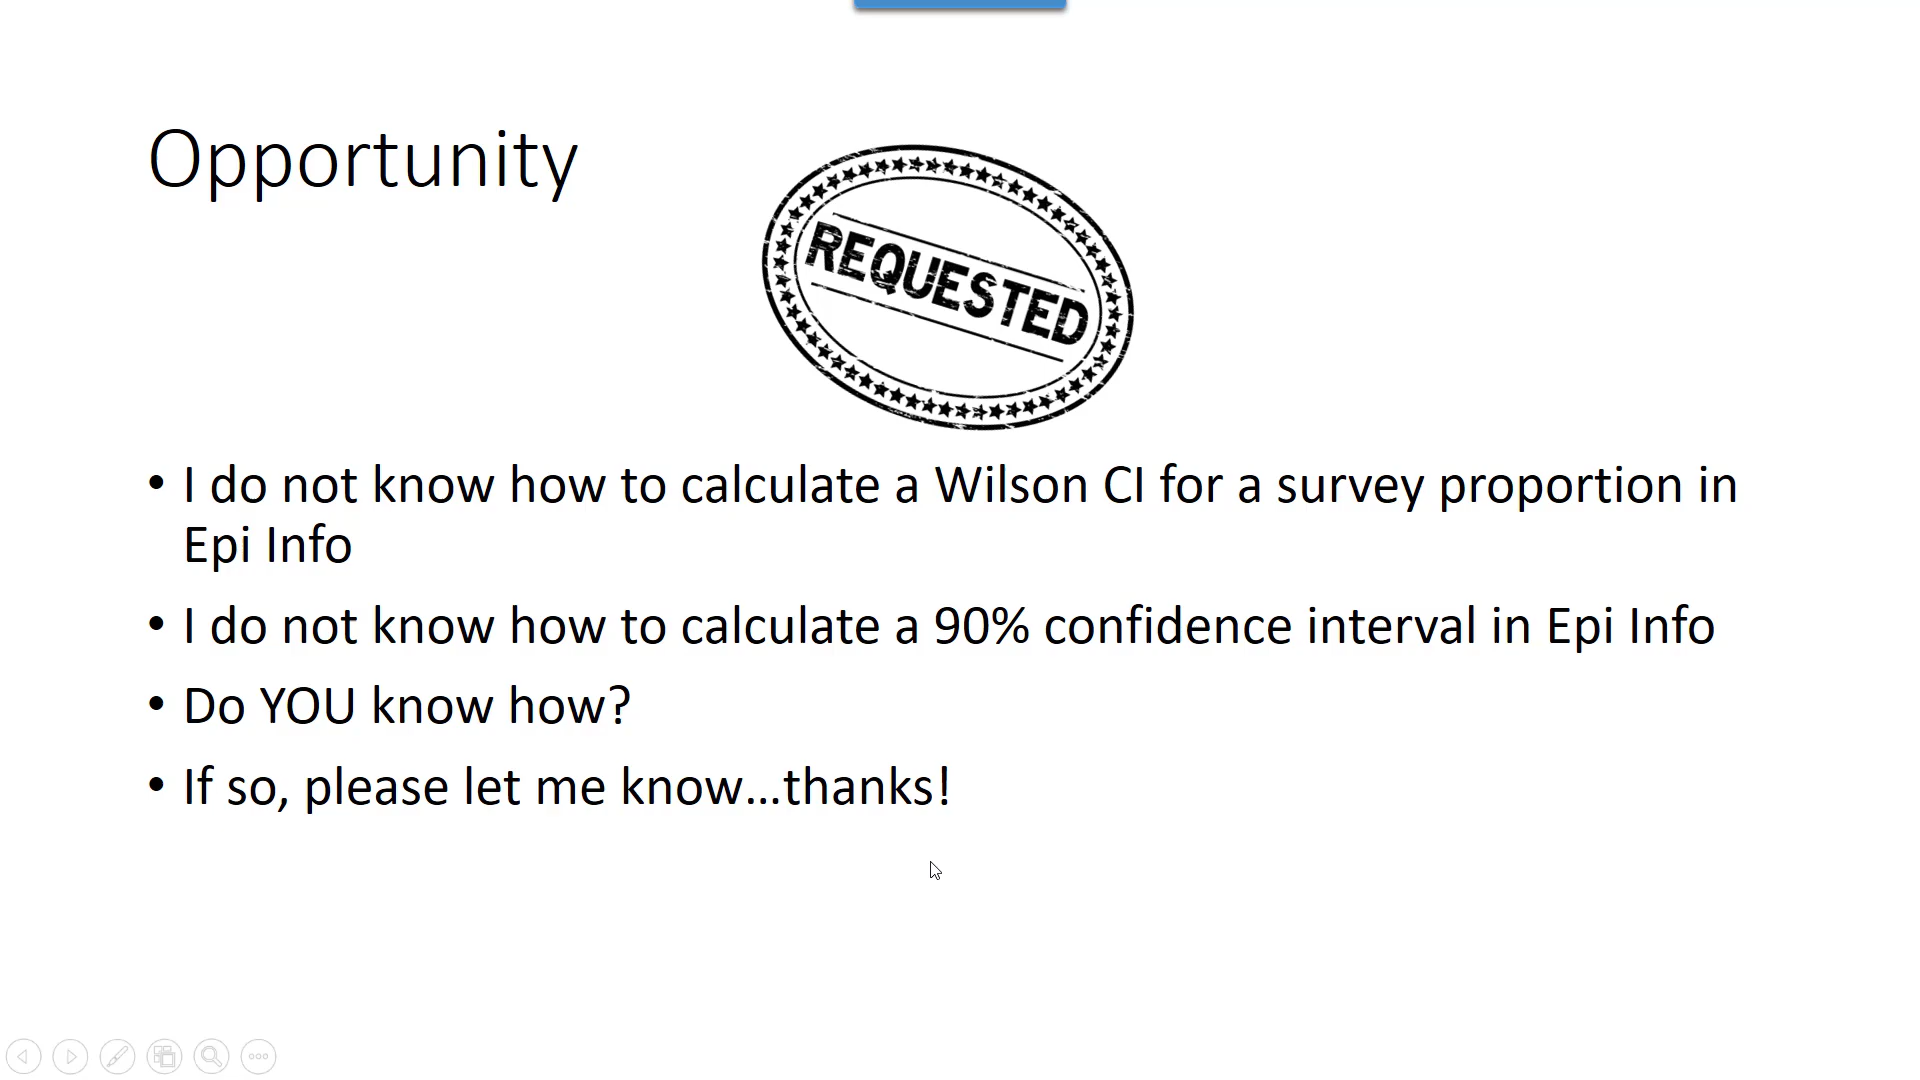 Opportunity
REQUESTED
• I do not know how to calculate a Wilson CI for a survey proportion in
Epi Info
• I do not know how to calculate a 90% confidence interval in Epi Info
• Do YOU know how?
• If so, please let me know...thanks!